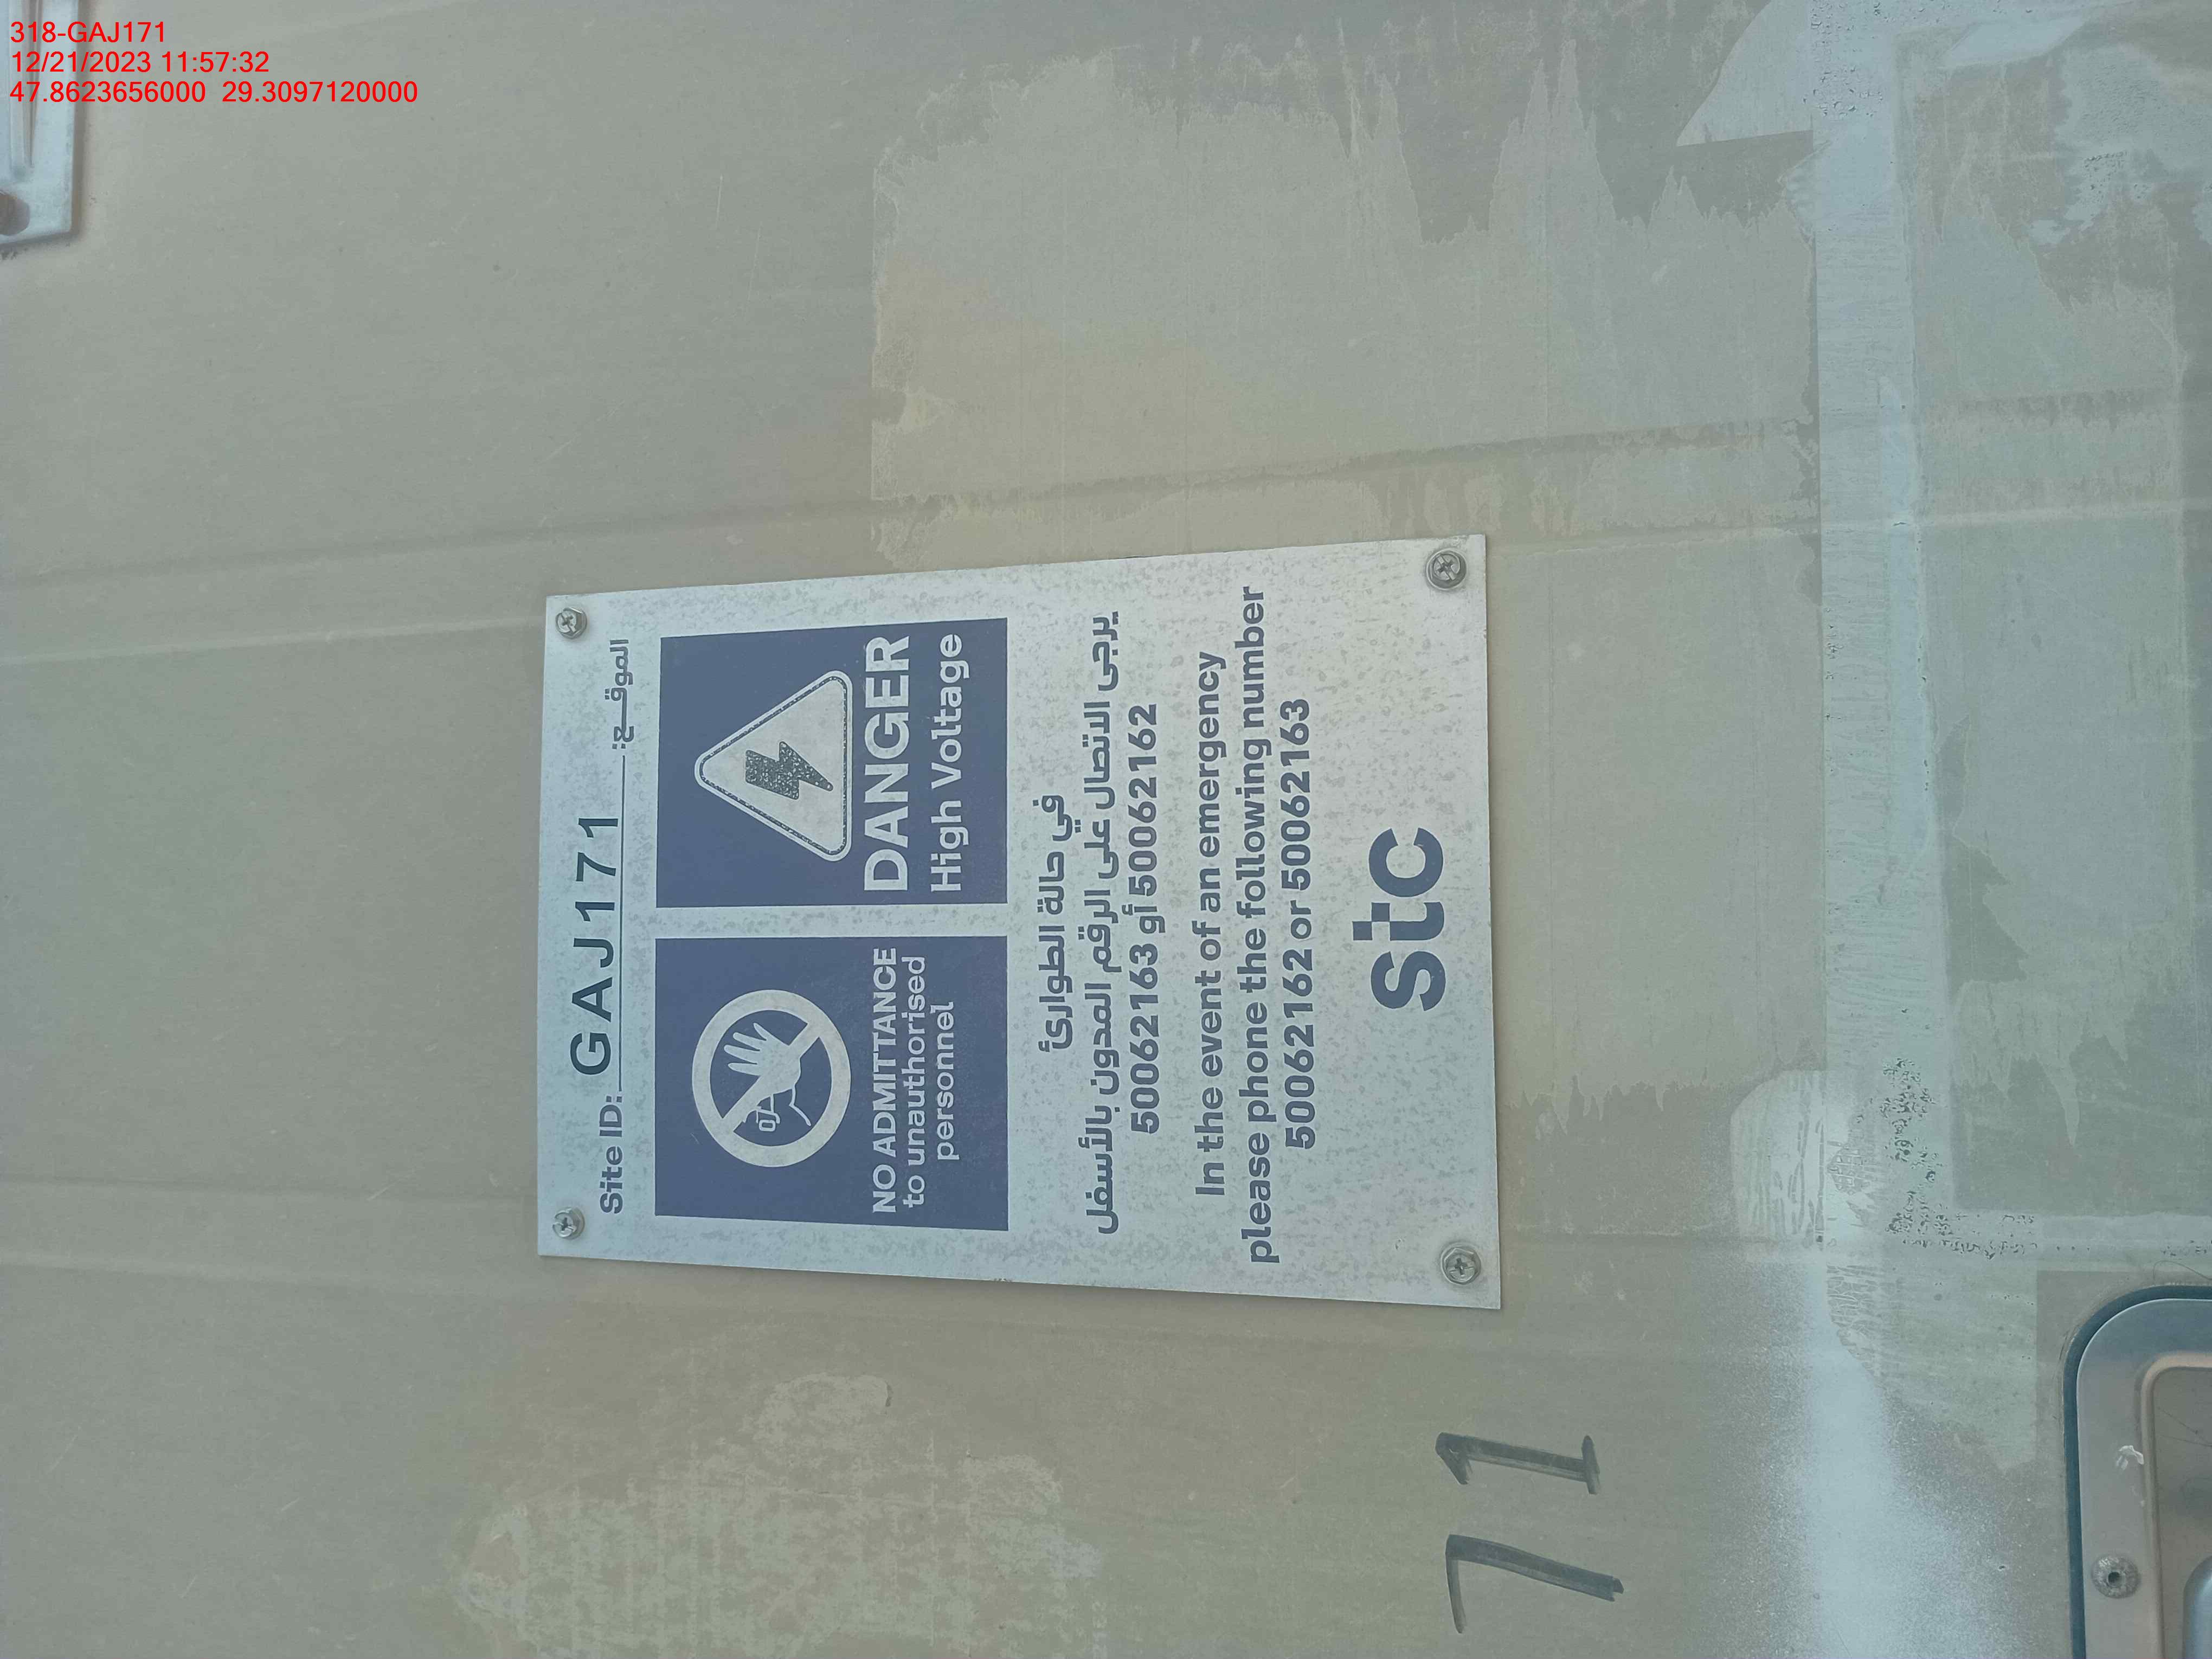 318-GAJ171
12/21/2023 11:57:32
47.8623656000 29.3097120000
Site ID: GAJ171 الموقــع:
NO ADMITTANCE
to unauthorised
personnel
DANGER
High Voltage
في حالة الطوارئ
يرجى الاتصال على الرقم المدون بالأسفل
50062163 أو 50062162
In the event of an emergency
please phone the following number
50062162 or 50062163
stc
71